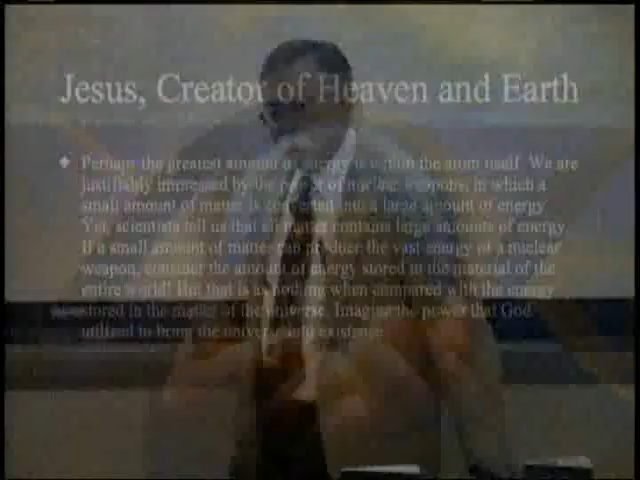 Jesus, Creator of Heaven and Earth
Perhaps the greatest amount of energy is within the atom itself. We are
justifiably impressed by the power of nuclear weapons, in which a
small amount of matter is converted into a large amount of energy.
Yet, scientists tell us that all matter contains large amounts of energy.
If a small amount of matter can produce the vast energy of a nuclear
weapon, consider the amount of energy stored in the material of the
entire world! But that is as nothing when compared with the energy
stored in the matter of the universe. Imagine the power that God
utilized to bring the universe into existence.